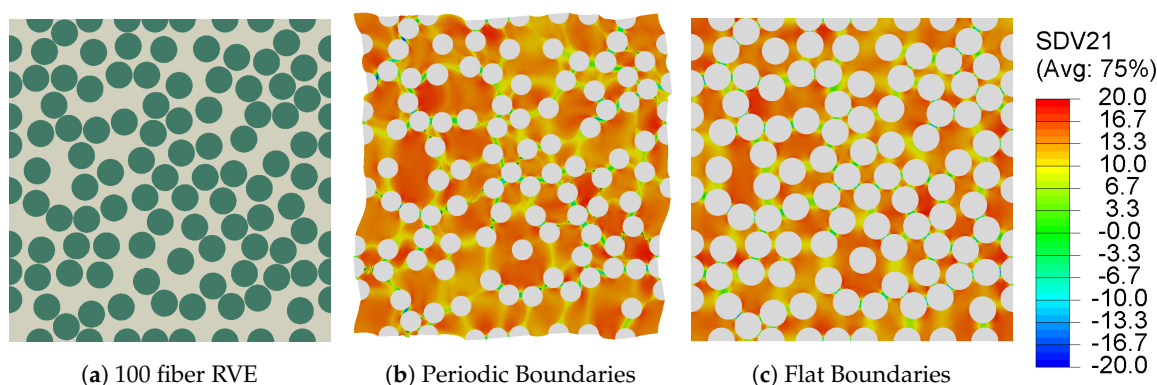 SDV21
(Avg: 75%)
20.0
16.7
13.3
10.0
6.7
3.3
-0.0
-3.3
-6.7
-10.0
-13.3
-16.7
-20.0
(a) 100 fiber RVE
(b) Periodic Boundaries
(c) Flat Boundaries